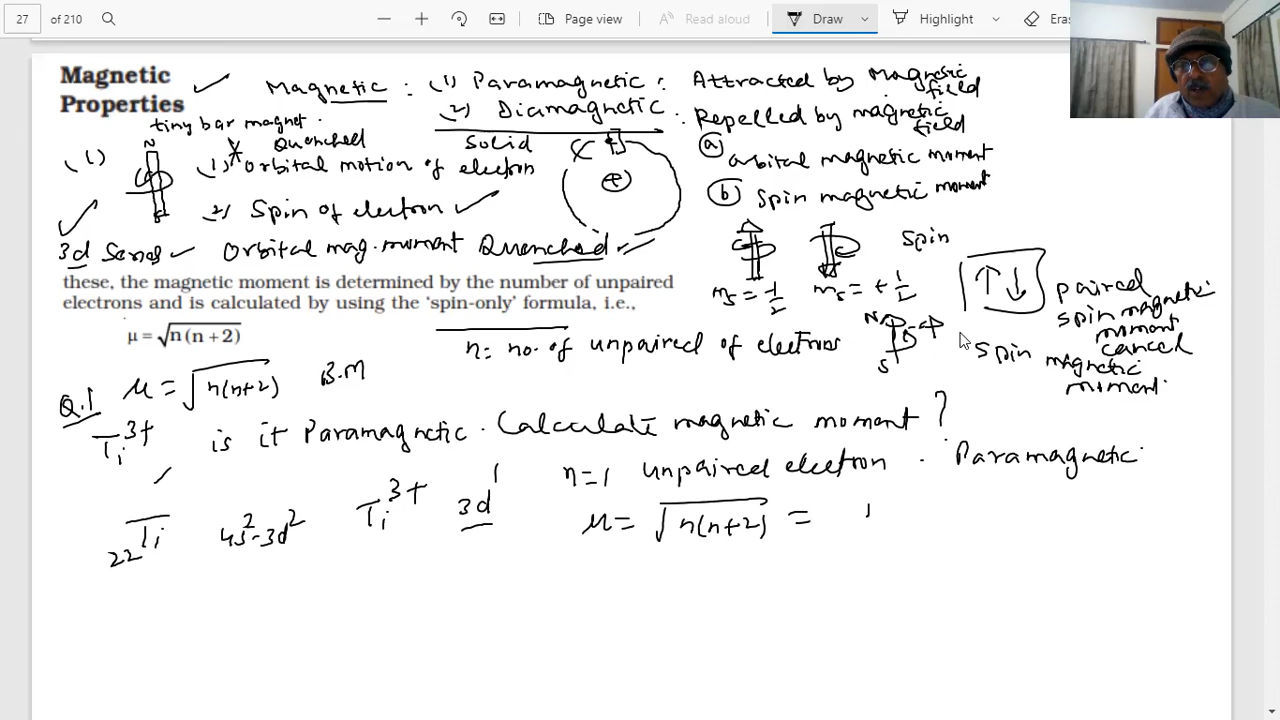 27 of 210
Page view
Read aloud
Draw
Highlight
Eras
Magnetic
Properties
Magnetic : (1) Paramagnetic : Attracted by magnetic field
(2) Diamagnetic : Repelled by magnetic field
tiny bar magnet
Solid
(a) orbital magnetic moment
(b) Spin magnetic moment
(1)
N
S
Quenched
(1) Orbital motion of electron
(2) Spin of electron
+
3d Series Orbital mag. moment Quenched
these, the magnetic moment is determined by the number of unpaired
electrons and is calculated by using the 'spin-only' formula, i.e.,
μ = √n(n + 2)
Spin
ms = -1/2
ms = +1/2
↑↓
paired
spin magnetic
moment
cancel
n = no. of unpaired of electrons
N
S
Spin magnetic
moment
μ = √n(n+2) B.M
Q.1
Ti3+ is it Paramagnetic. Calculate magnetic moment?
22Ti 4s2-3d2
Ti3+ 3d1
n=1 unpaired electron. Paramagnetic.
μ = √n(n+2) =